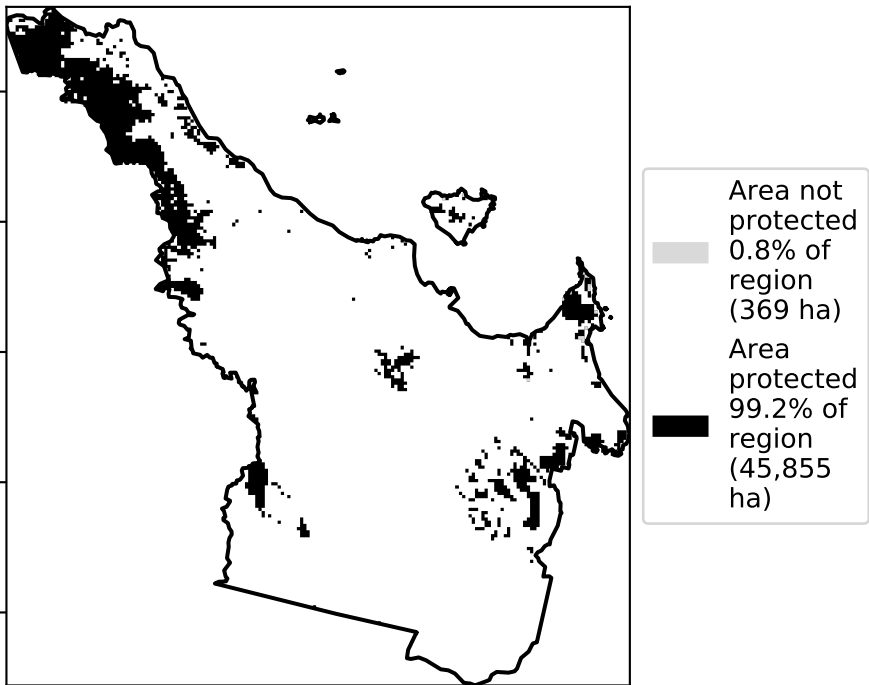 Area not
protected
0.8% of
region
(369 ha)
Area
protected
99.2% of
region
(45,855
ha)